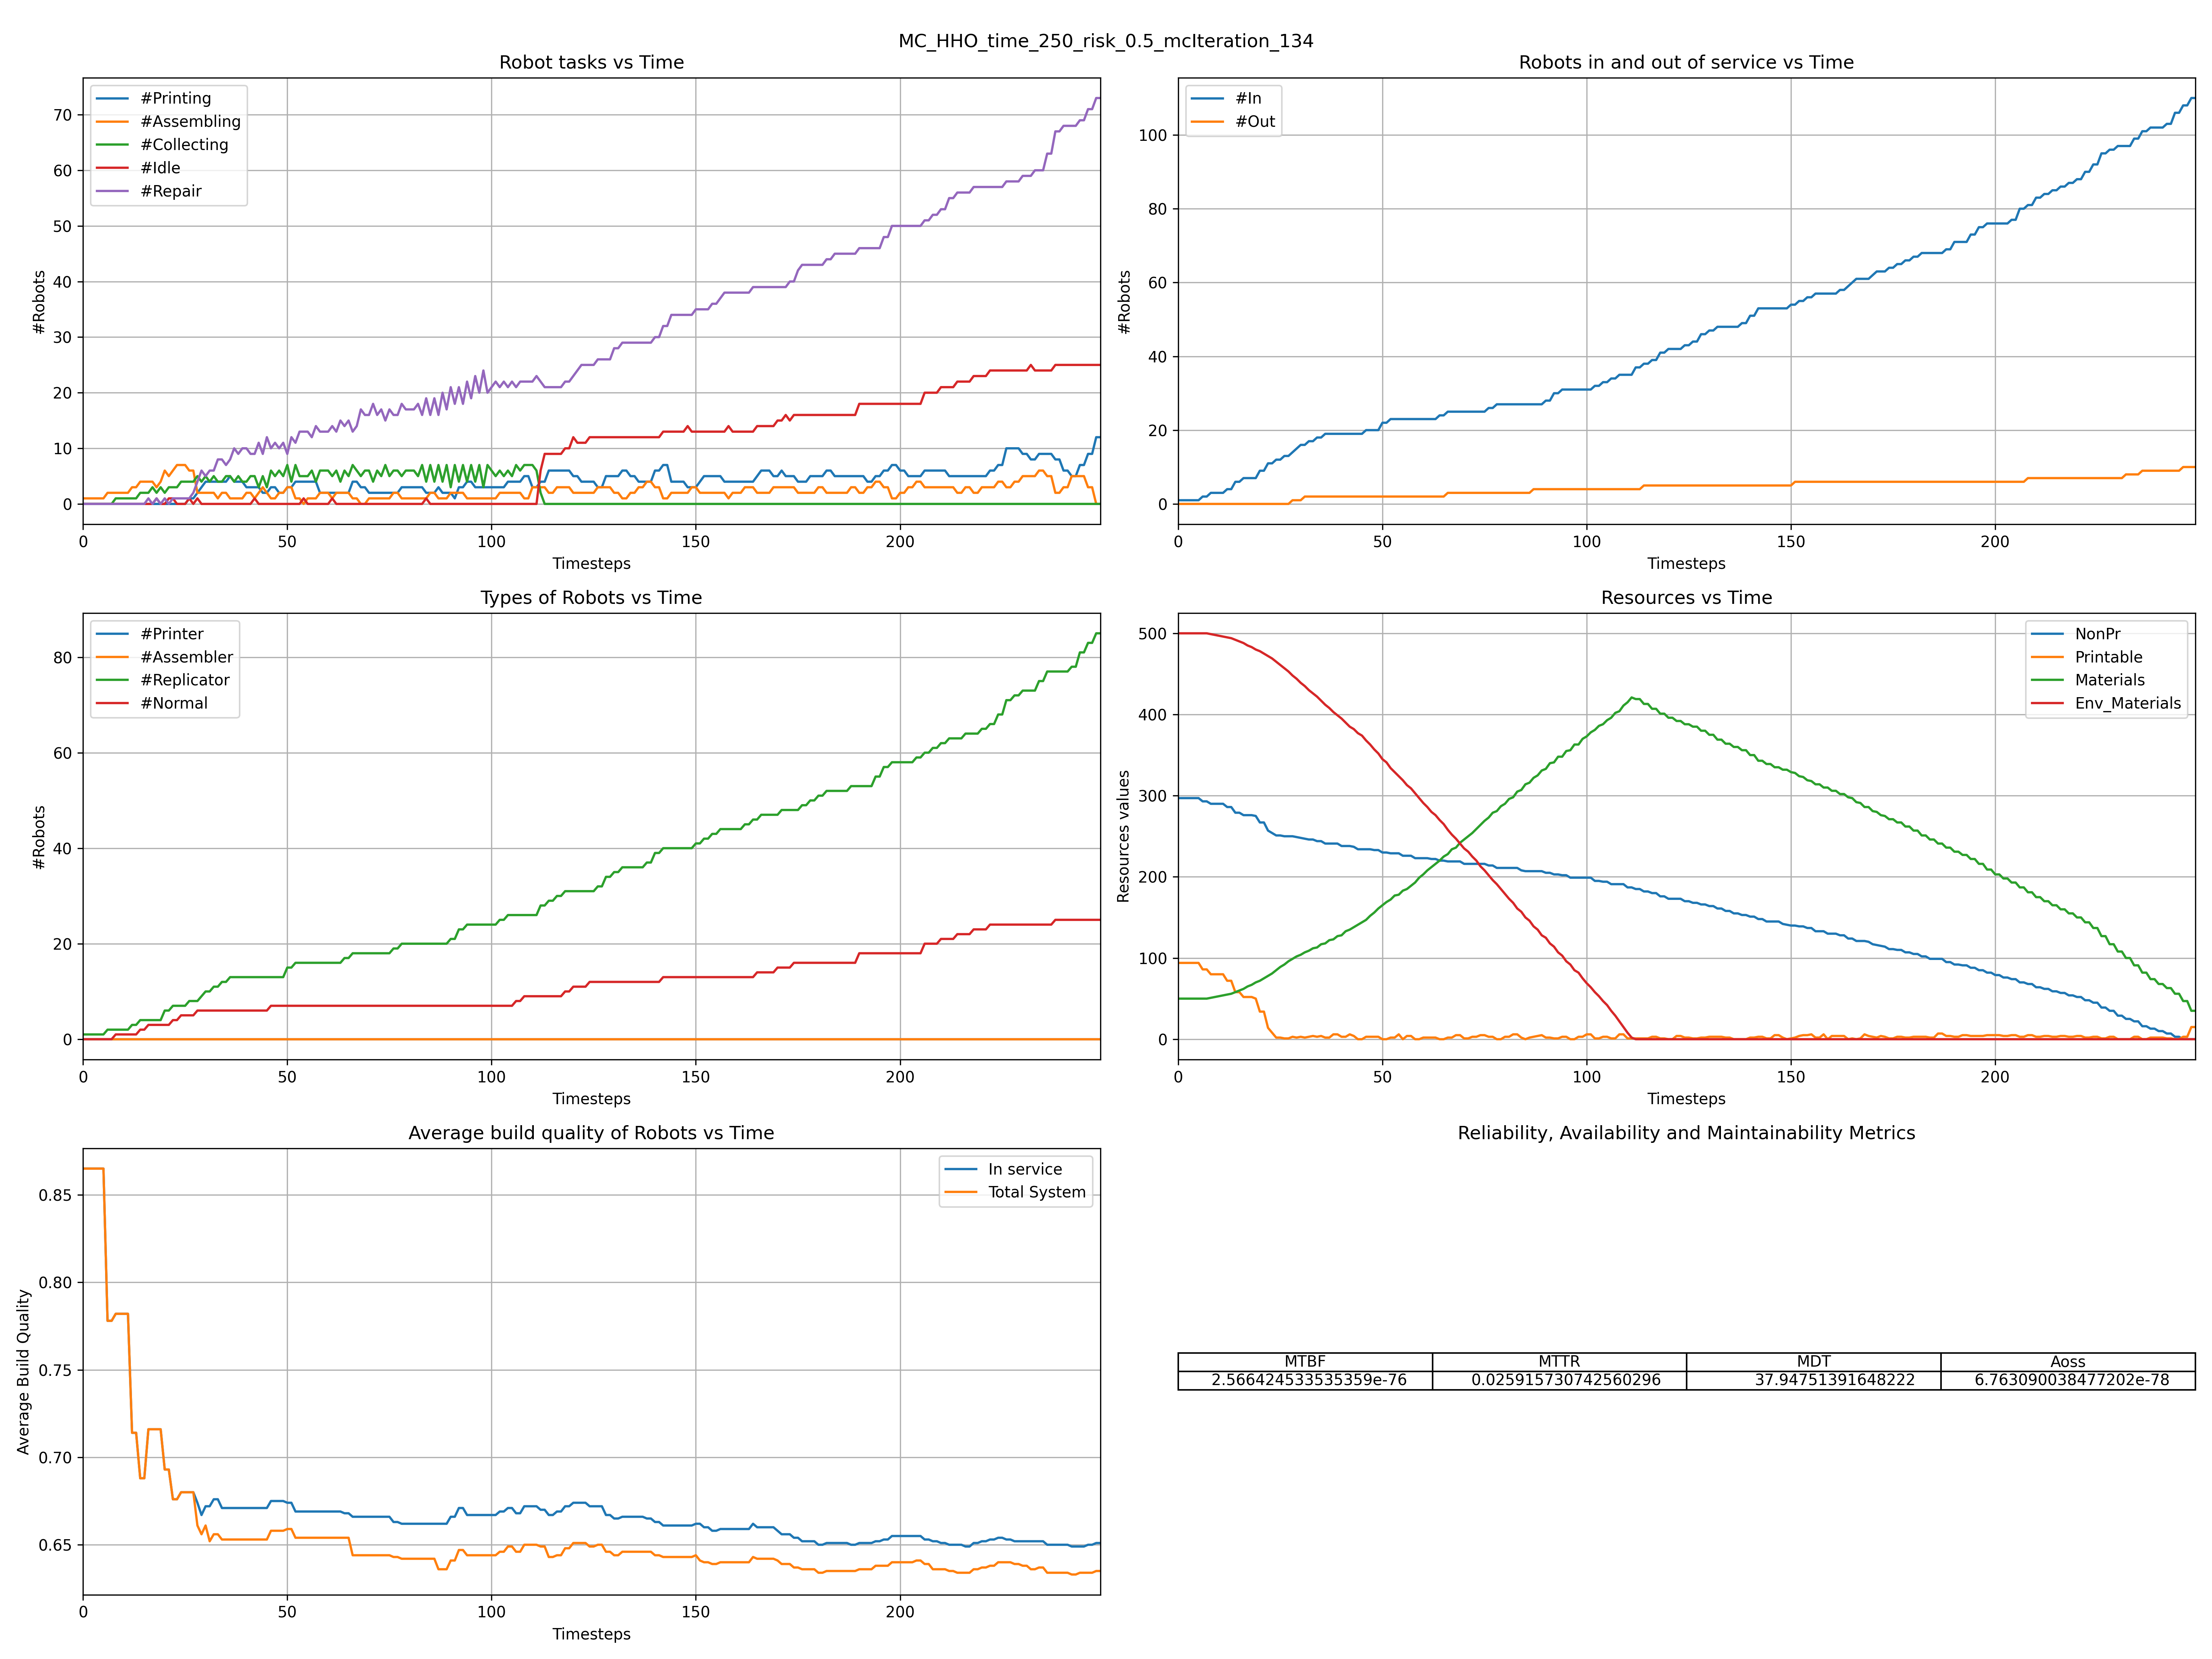 MC_HHO_time_250_risk_0.5_mcIteration_134
Robot tasks vs Time
#Robots
70
60
50
40
30
20
10
0
#Printing
#Assembling
#Collecting
#Idle
#Repair
0 50 100 150 200
Timesteps
Robots in and out of service vs Time
#Robots
100
80
60
40
20
0
#In
#Out
0 50 100 150 200
Timesteps
Types of Robots vs Time
#Robots
80
60
40
20
0
#Printer
#Assembler
#Replicator
#Normal
0 50 100 150 200
Timesteps
Resources vs Time
Resources values
500
400
300
200
100
0
NonPr
Printable
Materials
Env_Materials
0 50 100 150 200
Timesteps
Average build quality of Robots vs Time
Average Build Quality
0.85
0.80
0.75
0.70
0.65
In service
Total System
0 50 100 150 200
Timesteps
Reliability, Availability and Maintainability Metrics
MTBF MTTR MDT Aoss
2.566424533535359e-76 0.025915730742560296 37.94751391648222 6.763090038477202e-78